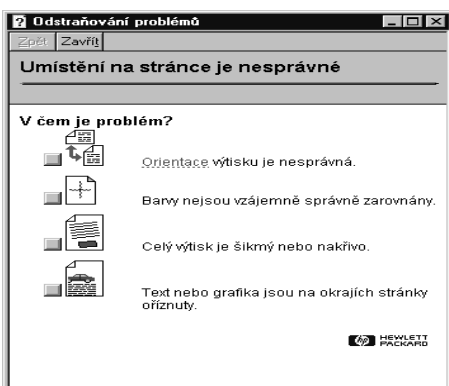 Odstraňování problémů
Zpět Zavřít
Umístění na stránce je nesprávné
V čem je problém?
Orientace výtisku je nesprávná.
Barvy nejsou vzájemně správně zarovnány.
Celý výtisk je šikmý nebo nakřivo.
Text nebo grafika jsou na okrajích stránky
oříznuty.
hp HEWLETT
PACKARD